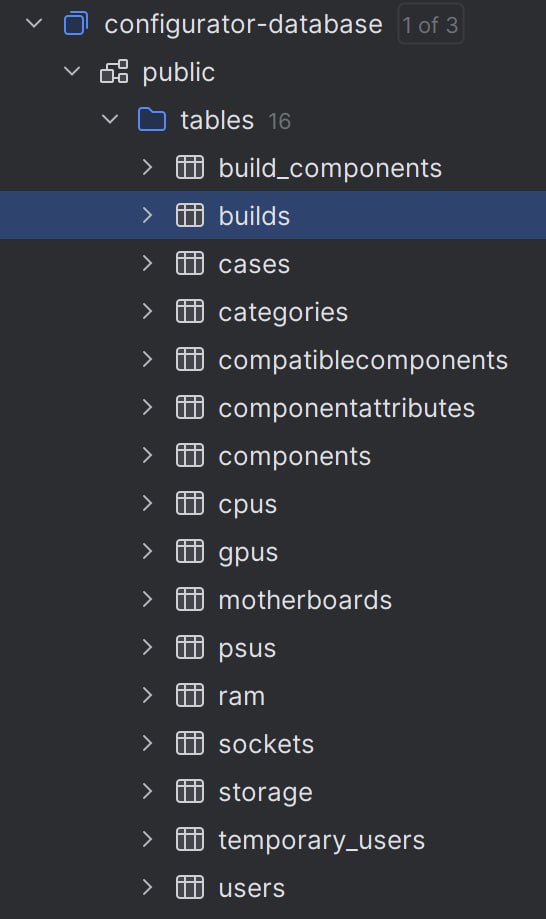 configurator-database 1 of 3
public
tables 16
build_components
builds
cases
categories
compatiblecomponents
componentattributes
components
cpus
gpus
motherboards
psus
ram
sockets
storage
temporary_users
users